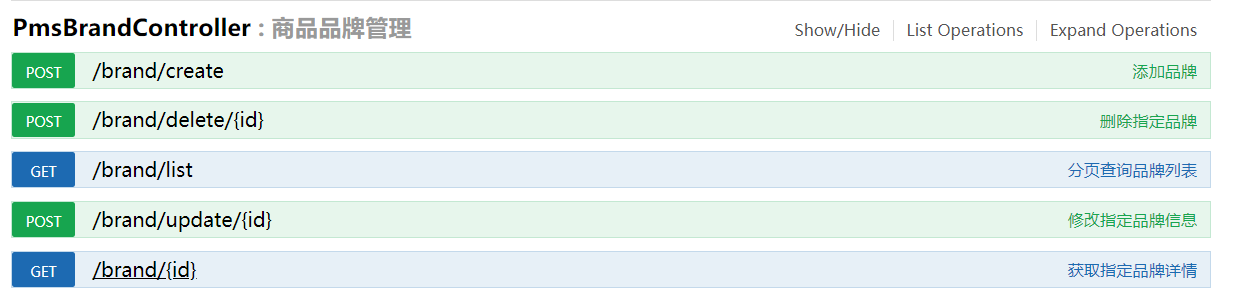 PmsBrandController : 商品品牌管理 Show/Hide List Operations Expand Operations
POST /brand/create 添加品牌
POST /brand/delete/{id} 删除指定品牌
GET /brand/list 分页查询品牌列表
POST /brand/update/{id} 修改指定品牌信息
GET /brand/{id} 获取指定品牌详情